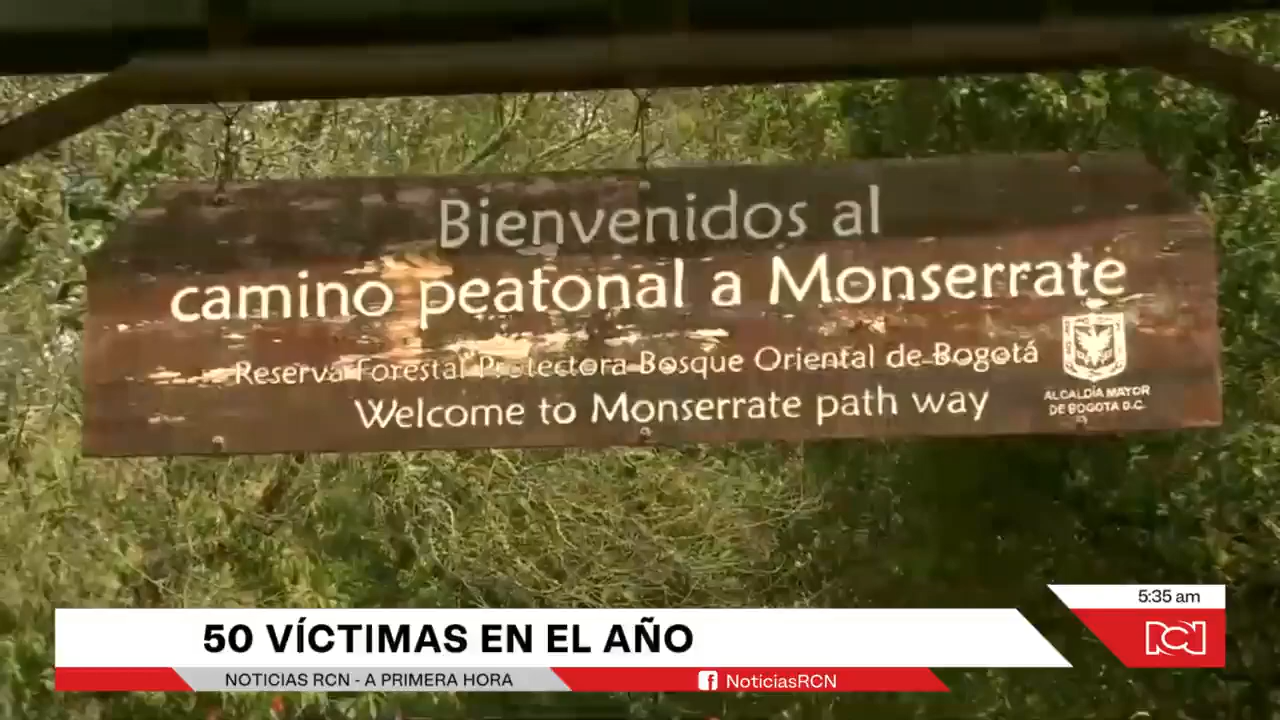 Bienvenidos al
camino peatonal a Monserrate
Reserva Forestal Protectora Bosque Oriental de Bogotá
Welcome to Monserrate path way
ALCALDÍA MAYOR
DE BOGOTA D.C.
5:35 am
50 VÍCTIMAS EN EL AÑO
RCN
NOTICIAS RCN - A PRIMERA HORA
NoticiasRCN